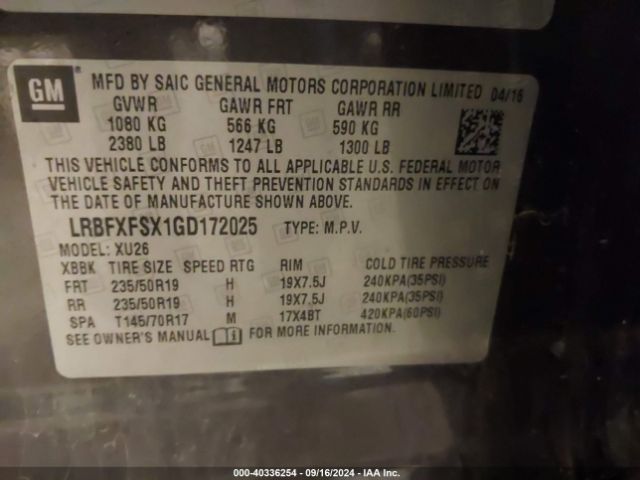 GM
MFD BY SAIC GENERAL MOTORS CORPORATION LIMITED 04/16
GVWR GAWR FRT GAWR RR
1080 KG 566 KG 590 KG
2380 LB 1247 LB 1300 LB
THIS VEHICLE CONFORMS TO ALL APPLICABLE U.S. FEDERAL MOTOR
VEHICLE SAFETY AND THEFT PREVENTION STANDARDS IN EFFECT ON
THE DATE OF MANUFACTURE SHOWN ABOVE.
LRBFXFSX1GD172025 TYPE: M.P.V.
MODEL: XU26
XBBK TIRE SIZE SPEED RTG RIM COLD TIRE PRESSURE
FRT 235/50R19 H 19X7.5J 240KPA(35PSI)
RR 235/50R19 H 19X7.5J 240KPA(35PSI)
SPA T145/70R17 M 17X4BT 420KPA(60PSI)
SEE OWNER'S MANUAL FOR MORE INFORMATION.
000-40336254 - 09/16/2024 - IAA Inc.